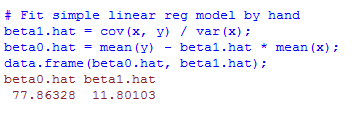 # Fit simple linear reg model by hand
beta1.hat = cov(x, y) / var(x);
beta0.hat = mean(y) - beta1.hat * mean(x);
data.frame(beta0.hat, beta1.hat);
beta0.hat beta1.hat
77.86328 11.80103